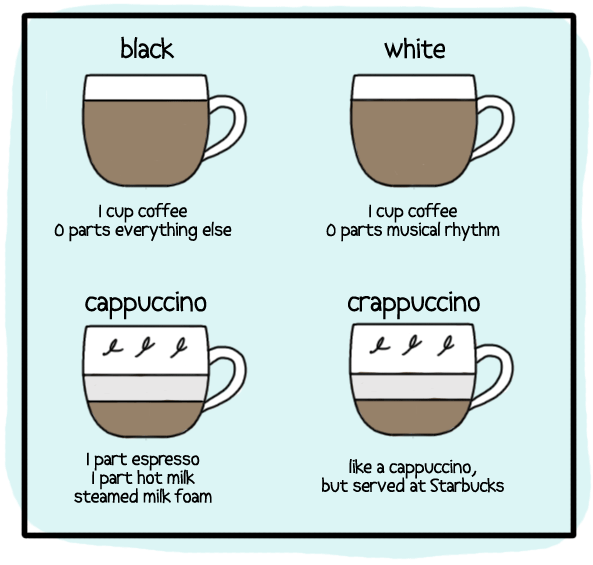 black
white
1 cup coffee
0 parts everything else
1 cup coffee
0 parts musical rhythm
cappuccino
crappuccino
1 part espresso
1 part hot milk
steamed milk foam
like a cappuccino,
but served at Starbucks